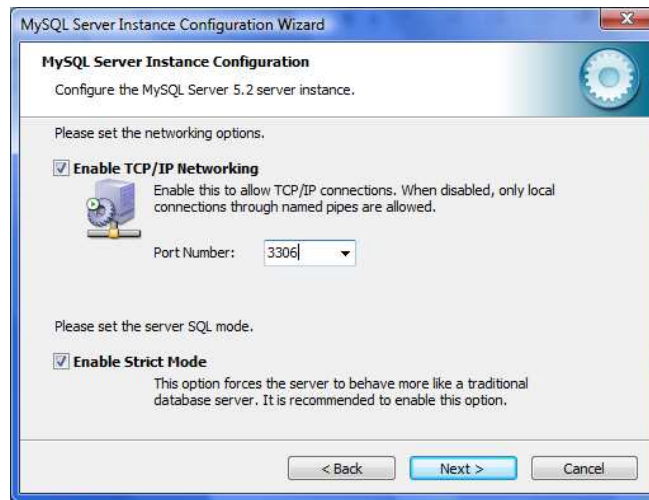 MySQL Server Instance Configuration Wizard
MySQL Server Instance Configuration
Configure the MySQL Server 5.2 server instance.
Please set the networking options.
Enable TCP/IP Networking
Enable this to allow TCP/IP connections. When disabled, only local
connections through named pipes are allowed.
Port Number: 3306
Please set the server SQL mode.
Enable Strict Mode
This option forces the server to behave more like a traditional
database server. It is recommended to enable this option.
< Back Next > Cancel